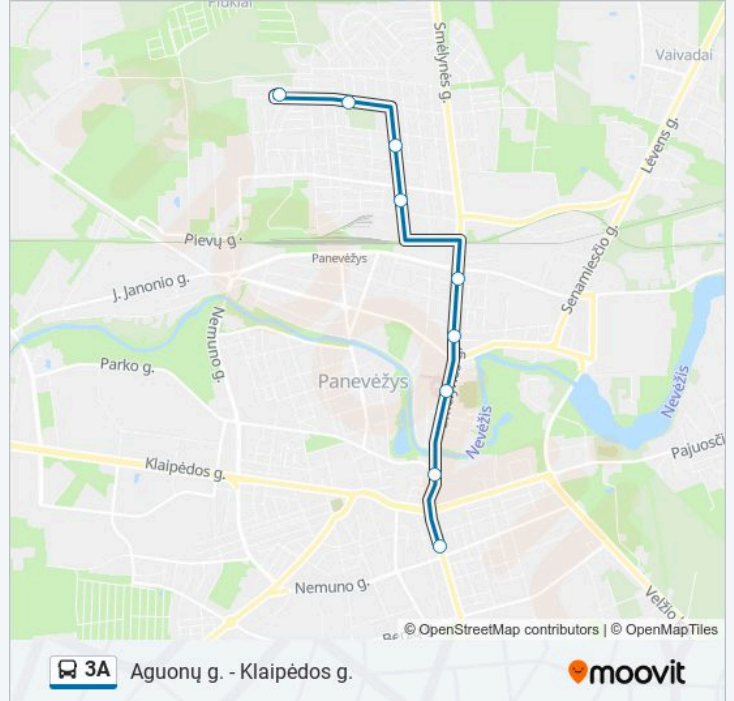 Smėlynės g.
Vaivadai
Lėvens g.
Pievų g.
Panevėžys
Senamiesčio g.
J. Janonio g.
Nemuno g.
Parko g.
Panevėžys
Nevėžis
Nevėžis
Pajuosči
Klaipėdos g.
Nemuno g.
Velžio
© OpenStreetMap contributors | © OpenMapTiles
3A Aguonų g. - Klaipėdos g.
moovit